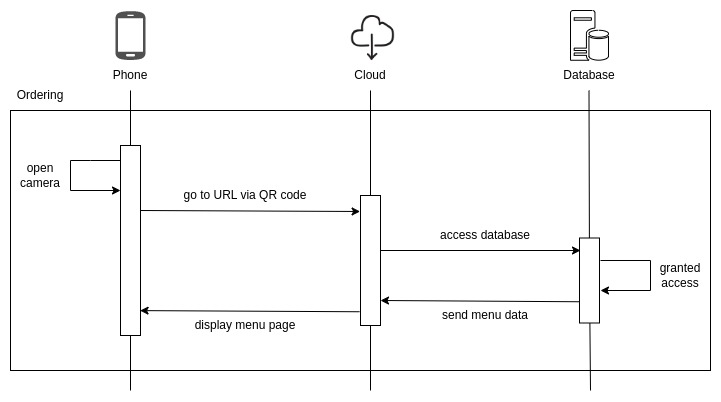 Phone
Cloud
Database
Ordering
open
camera
go to URL via QR code
access database
granted
access
send menu data
display menu page